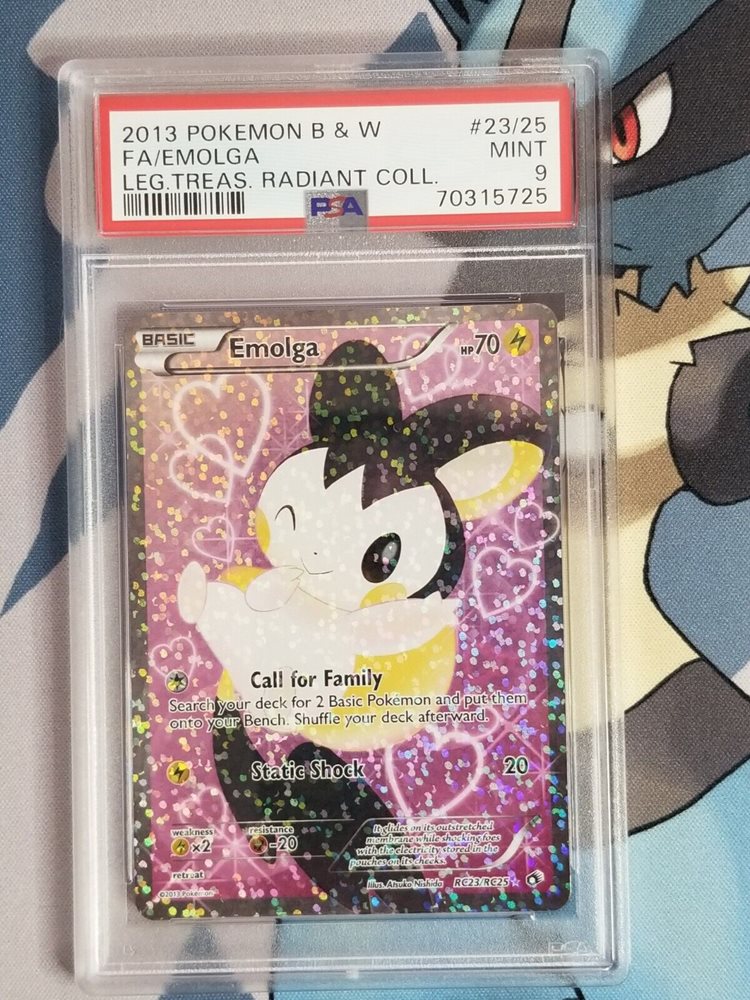 2013 POKEMON B & W #23/25
FA/EMOLGA MINT
LEG.TREAS. RADIANT COLL. 9
PSA 70315725
BASIC Emolga HP70
Call for Family
Search your deck for 2 Basic Pokémon and put them
onto your Bench. Shuffle your deck afterward.
Static Shock 20
weakness resistance
x2 -20
retreat
It glides on its outstretched
membrane while shocking foes
with the electricity stored in the
pouches on its cheeks.
Illus. Atsuko Nishida RC23/RC25
©2013 Pokémon